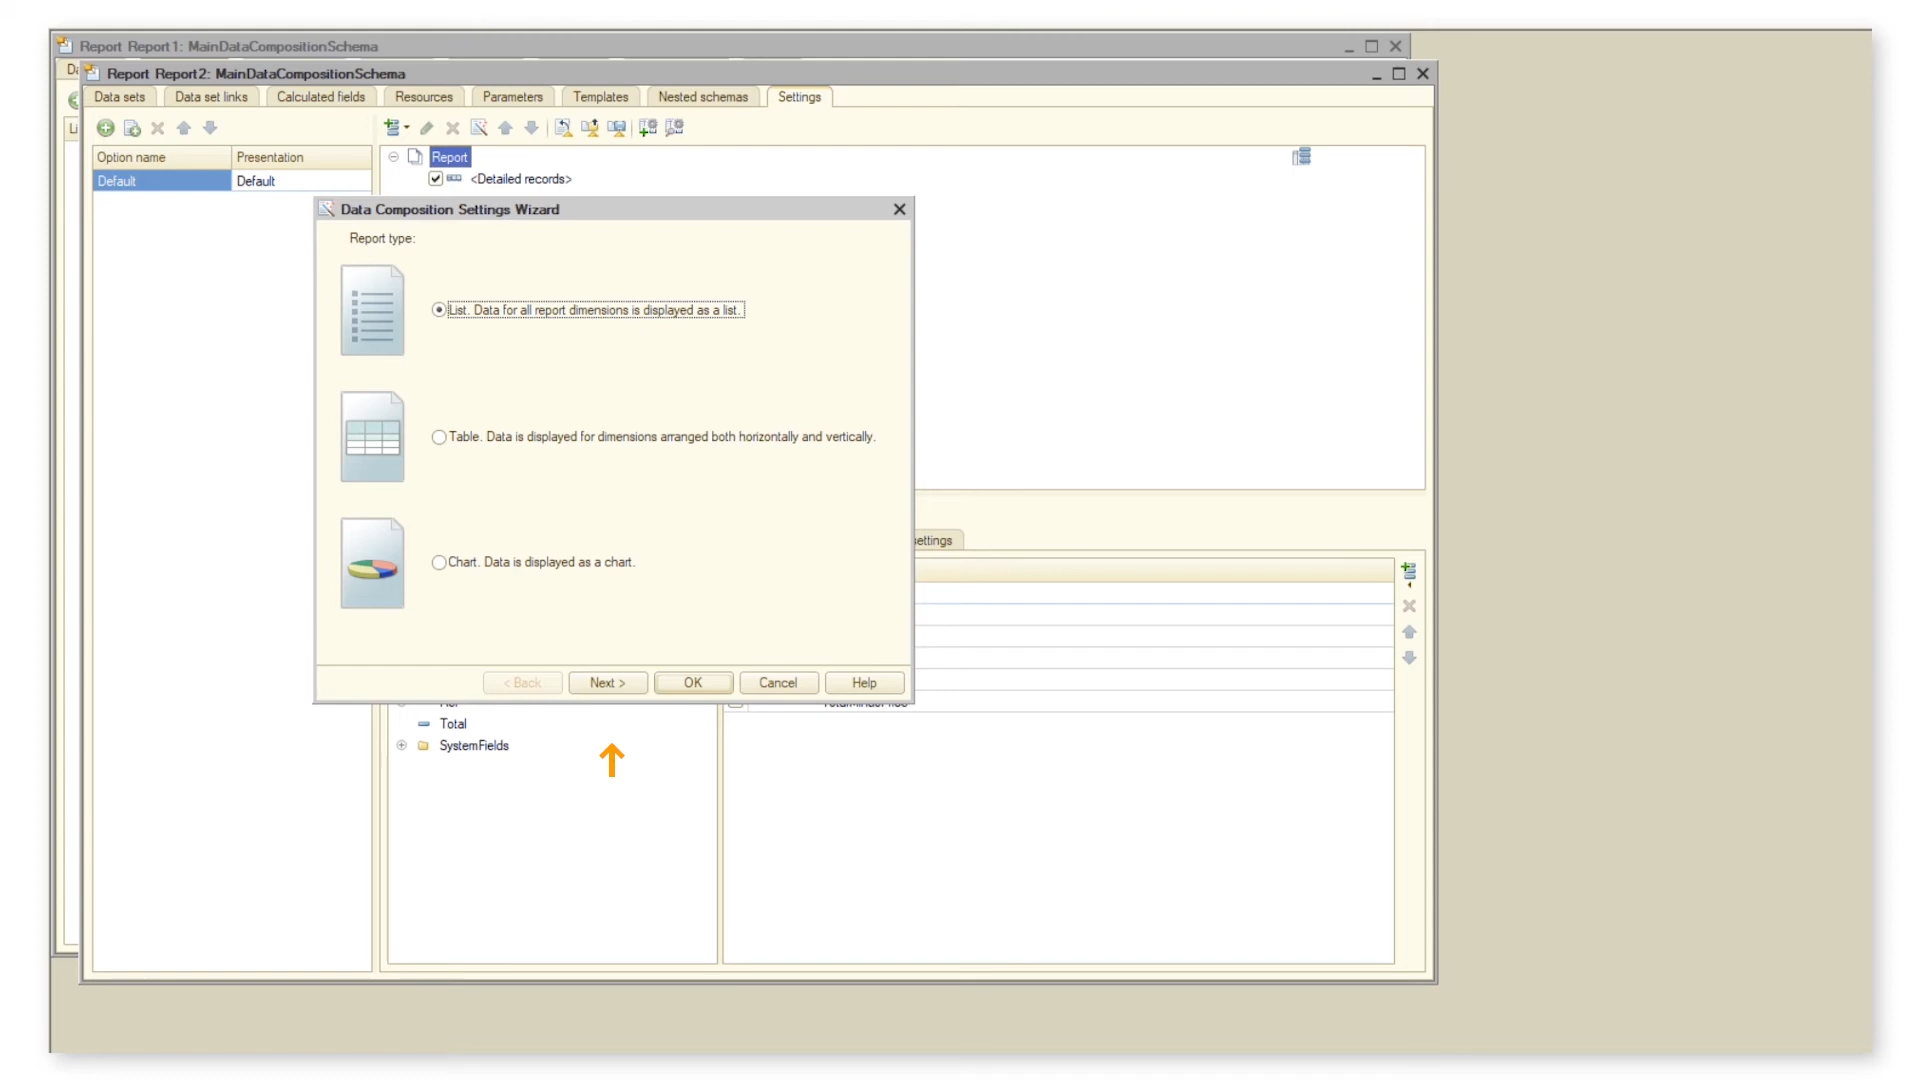 Report Report1: MainDataCompositionSchema
Report Report2: MainDataCompositionSchema
Data sets Data set links Calculated fields Resources Parameters Templates Nested schemas Settings
Option name Presentation
Default Default
Report
<Detailed records>
Data Composition Settings Wizard
Report type:
List. Data for all report dimensions is displayed as a list.
Table. Data is displayed for dimensions arranged both horizontally and vertically.
Chart. Data is displayed as a chart.
settings
< Back Next > OK Cancel Help
Total
SystemFields